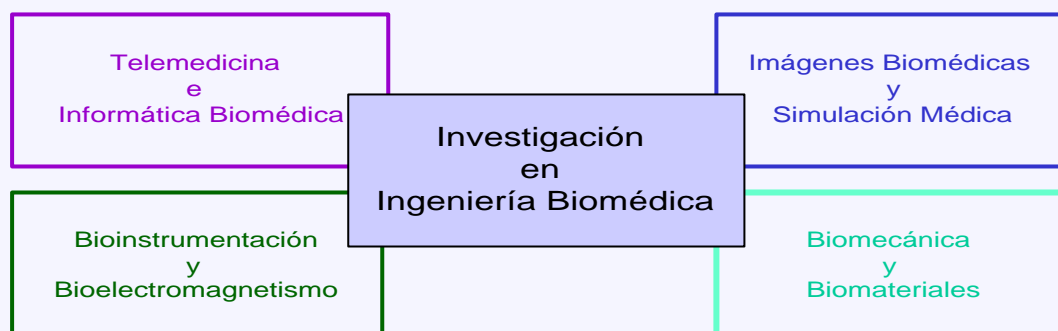 Telemedicina
e
Informática Biomédica
Imágenes Biomédicas
y
Simulación Médica
Investigación
en
Ingeniería Biomédica
Bioinstrumentación
y
Bioelectromagnetismo
Biomecánica
y
Biomateriales